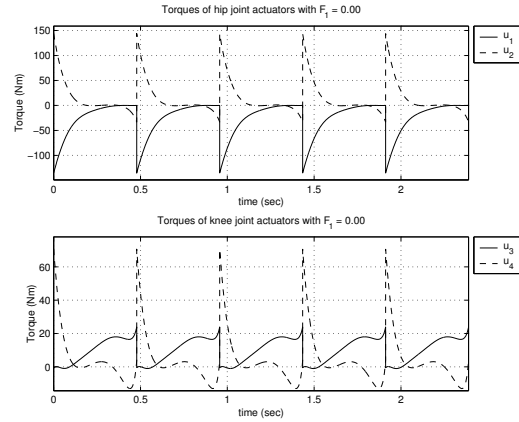 Torques of hip joint actuators with F₁ = 0.00
150
100
50
0
−50
−100
Torque (Nm)
0 0.5 1 1.5 2
time (sec)
u₁
u₂
Torques of knee joint actuators with F₁ = 0.00
60
40
20
0
Torque (Nm)
0 0.5 1 1.5 2
time (sec)
u₃
u₄